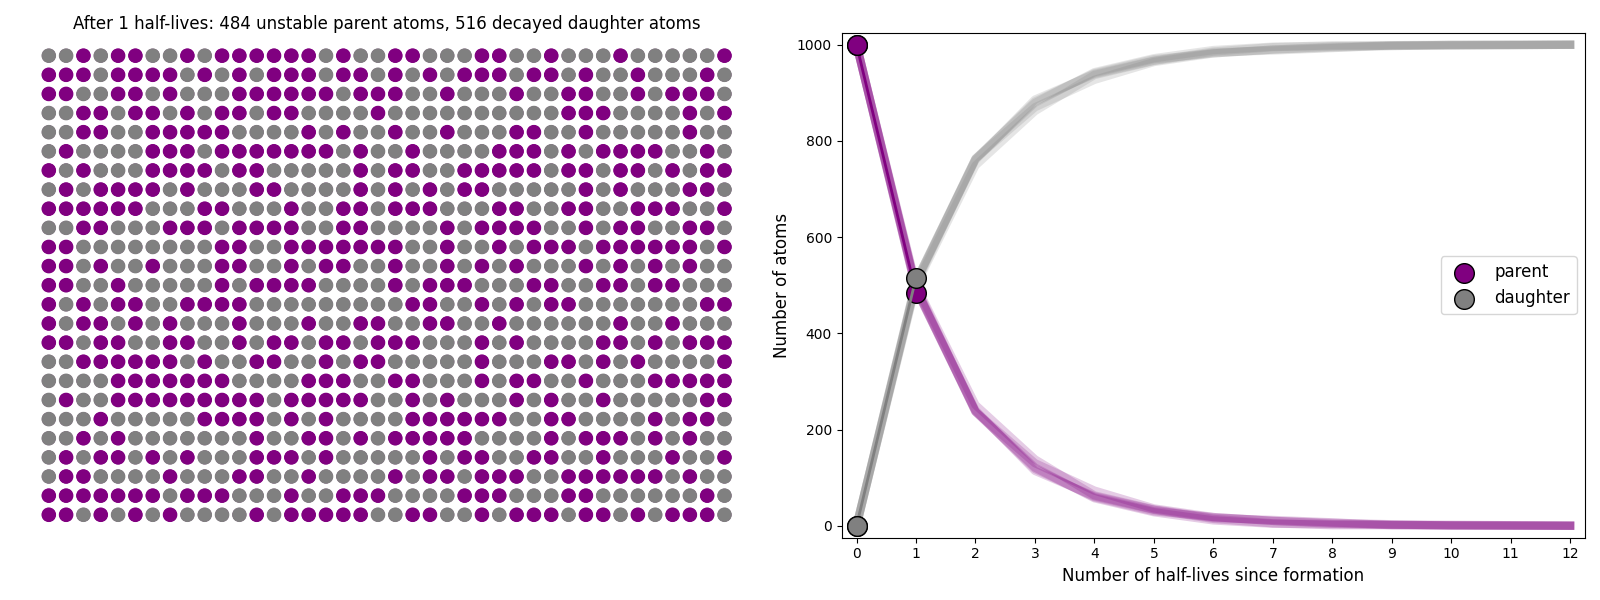 After 1 half-lives: 484 unstable parent atoms, 516 decayed daughter atoms
1000
800
600
400
200
0
Number of atoms
parent
daughter
0 1 2 3 4 5 6 7 8 9 10 11 12
Number of half-lives since formation